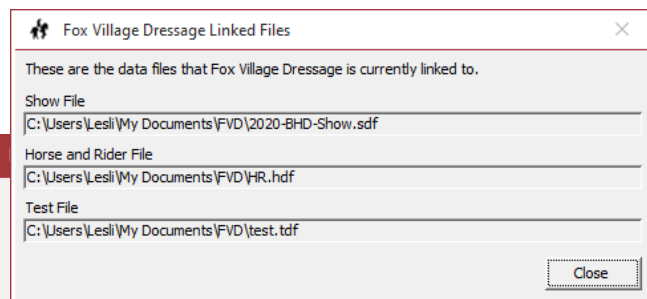 Fox Village Dressage Linked Files
These are the data files that Fox Village Dressage is currently linked to.
Show File
C:\Users\Lesli\My Documents\FVD\2020-BHD-Show.sdf
Horse and Rider File
C:\Users\Lesli\My Documents\FVD\HR.hdf
Test File
C:\Users\Lesli\My Documents\FVD\test.tdf
Close